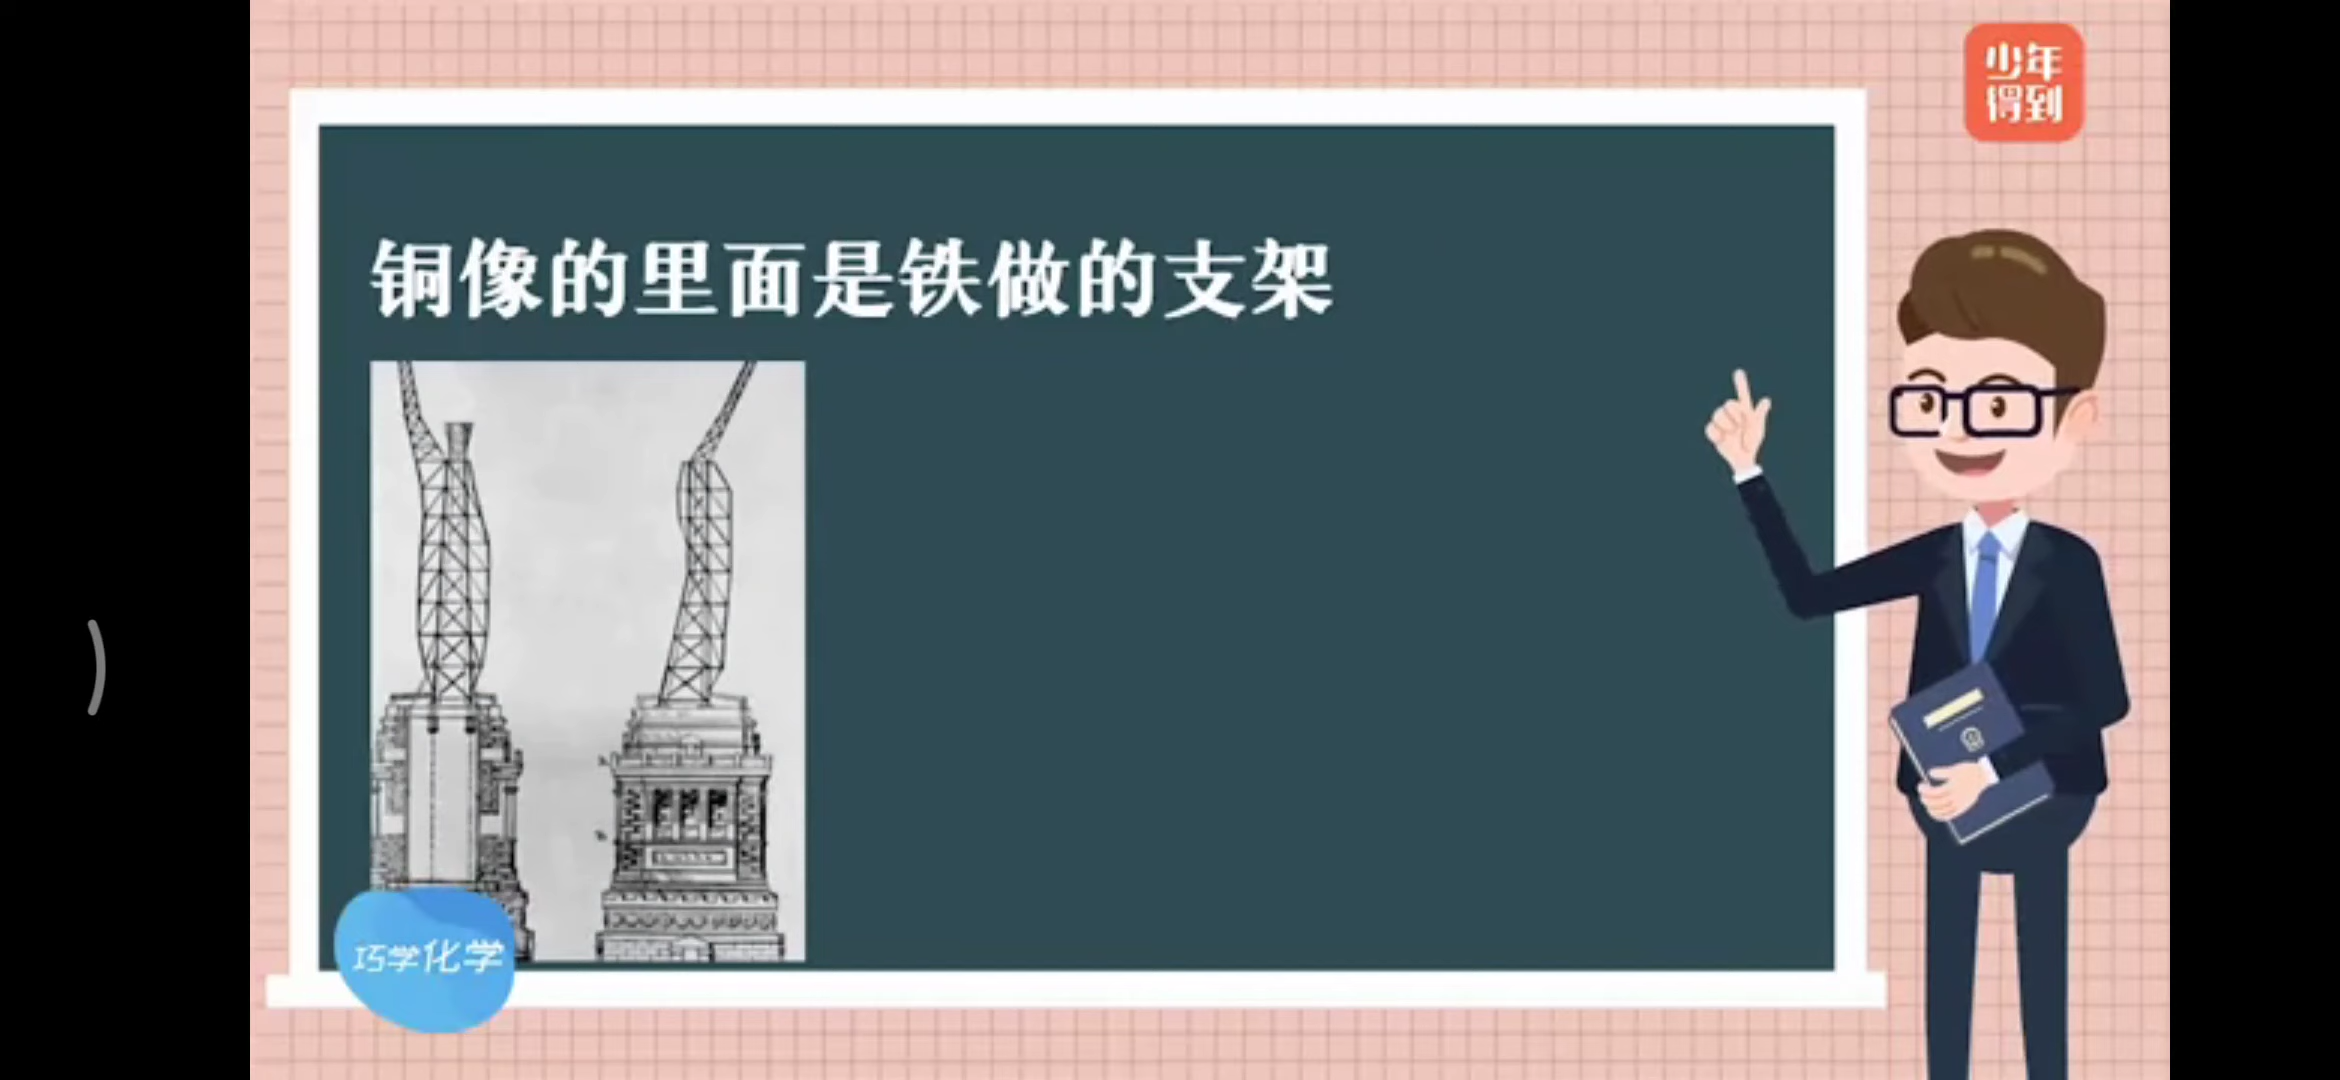 少年
得到
铜像的里面是铁做的支架
巧学化学